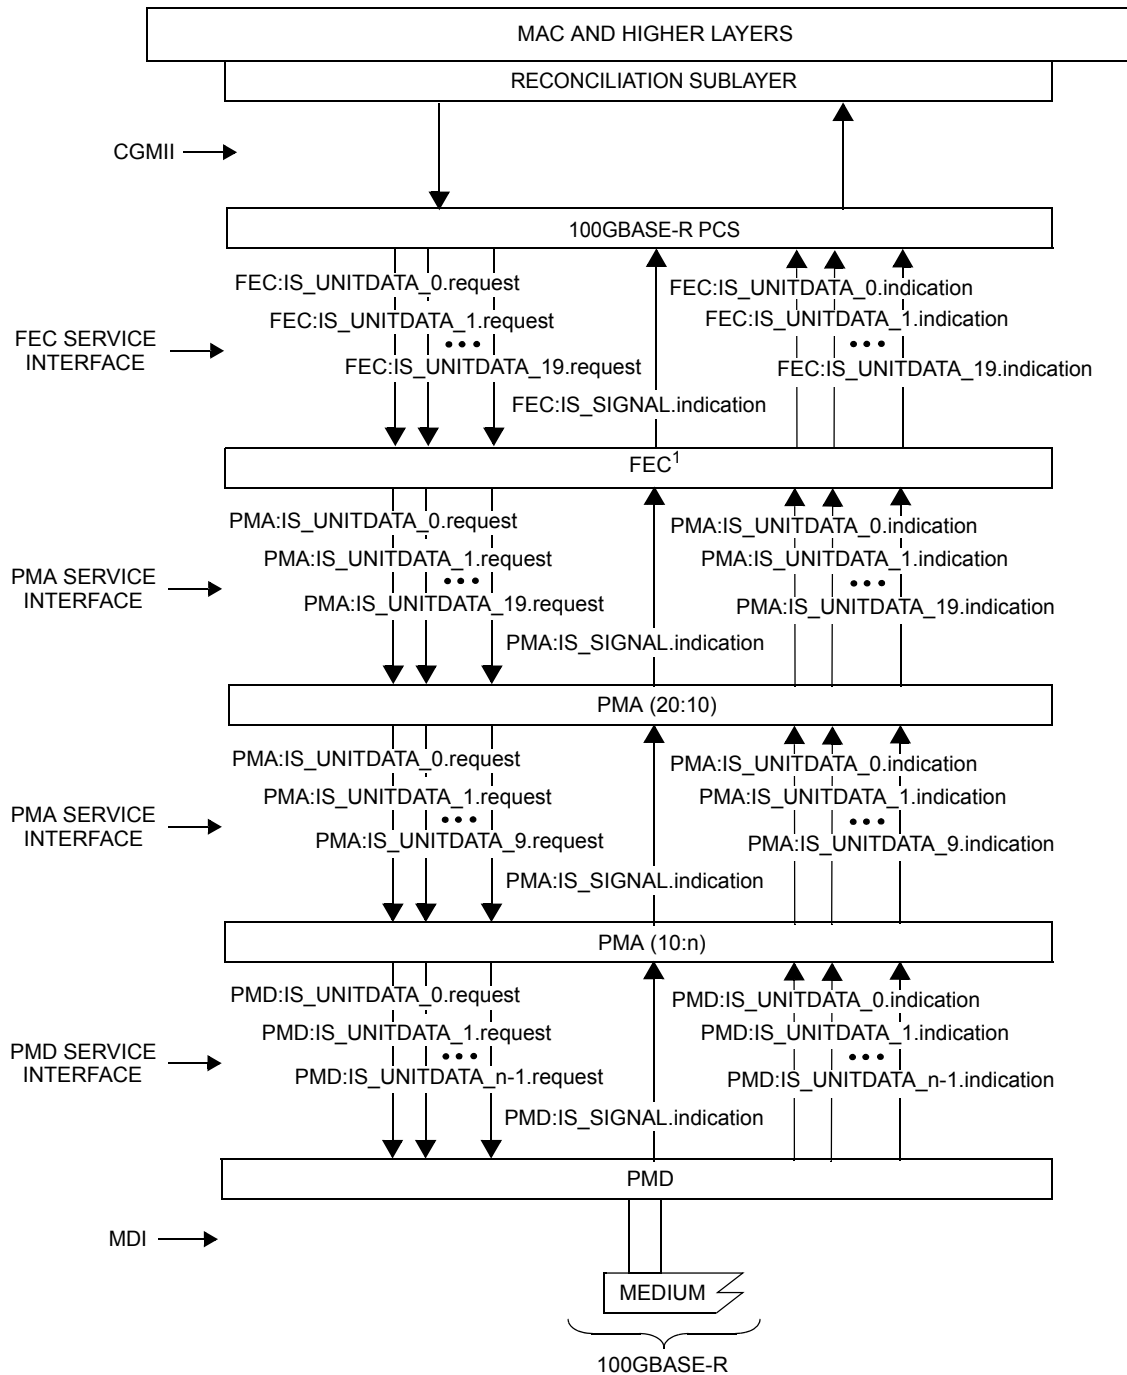 MAC AND HIGHER LAYERS
RECONCILIATION SUBLAYER
CGMII
100GBASE-R PCS
FEC:IS_UNITDATA_0.request
FEC:IS_UNITDATA_0.indication
FEC:IS_UNITDATA_1.request
FEC:IS_UNITDATA_1.indication
FEC SERVICE
INTERFACE
•••
•••
FEC:IS_UNITDATA_19.request
FEC:IS_UNITDATA_19.indication
FEC:IS_SIGNAL.indication
FEC¹
PMA:IS_UNITDATA_0.request
PMA:IS_UNITDATA_0.indication
PMA:IS_UNITDATA_1.request
PMA:IS_UNITDATA_1.indication
PMA SERVICE
INTERFACE
•••
•••
PMA:IS_UNITDATA_19.request
PMA:IS_UNITDATA_19.indication
PMA:IS_SIGNAL.indication
PMA (20:10)
PMA:IS_UNITDATA_0.request
PMA:IS_UNITDATA_0.indication
PMA:IS_UNITDATA_1.request
PMA:IS_UNITDATA_1.indication
PMA SERVICE
INTERFACE
•••
•••
PMA:IS_UNITDATA_9.request
PMA:IS_UNITDATA_9.indication
PMA:IS_SIGNAL.indication
PMA (10:n)
PMD:IS_UNITDATA_0.request
PMD:IS_UNITDATA_0.indication
PMD:IS_UNITDATA_1.request
PMD:IS_UNITDATA_1.indication
PMD SERVICE
INTERFACE
•••
•••
PMD:IS_UNITDATA_n-1.request
PMD:IS_UNITDATA_n-1.indication
PMD:IS_SIGNAL.indication
PMD
MDI
MEDIUM
100GBASE-R